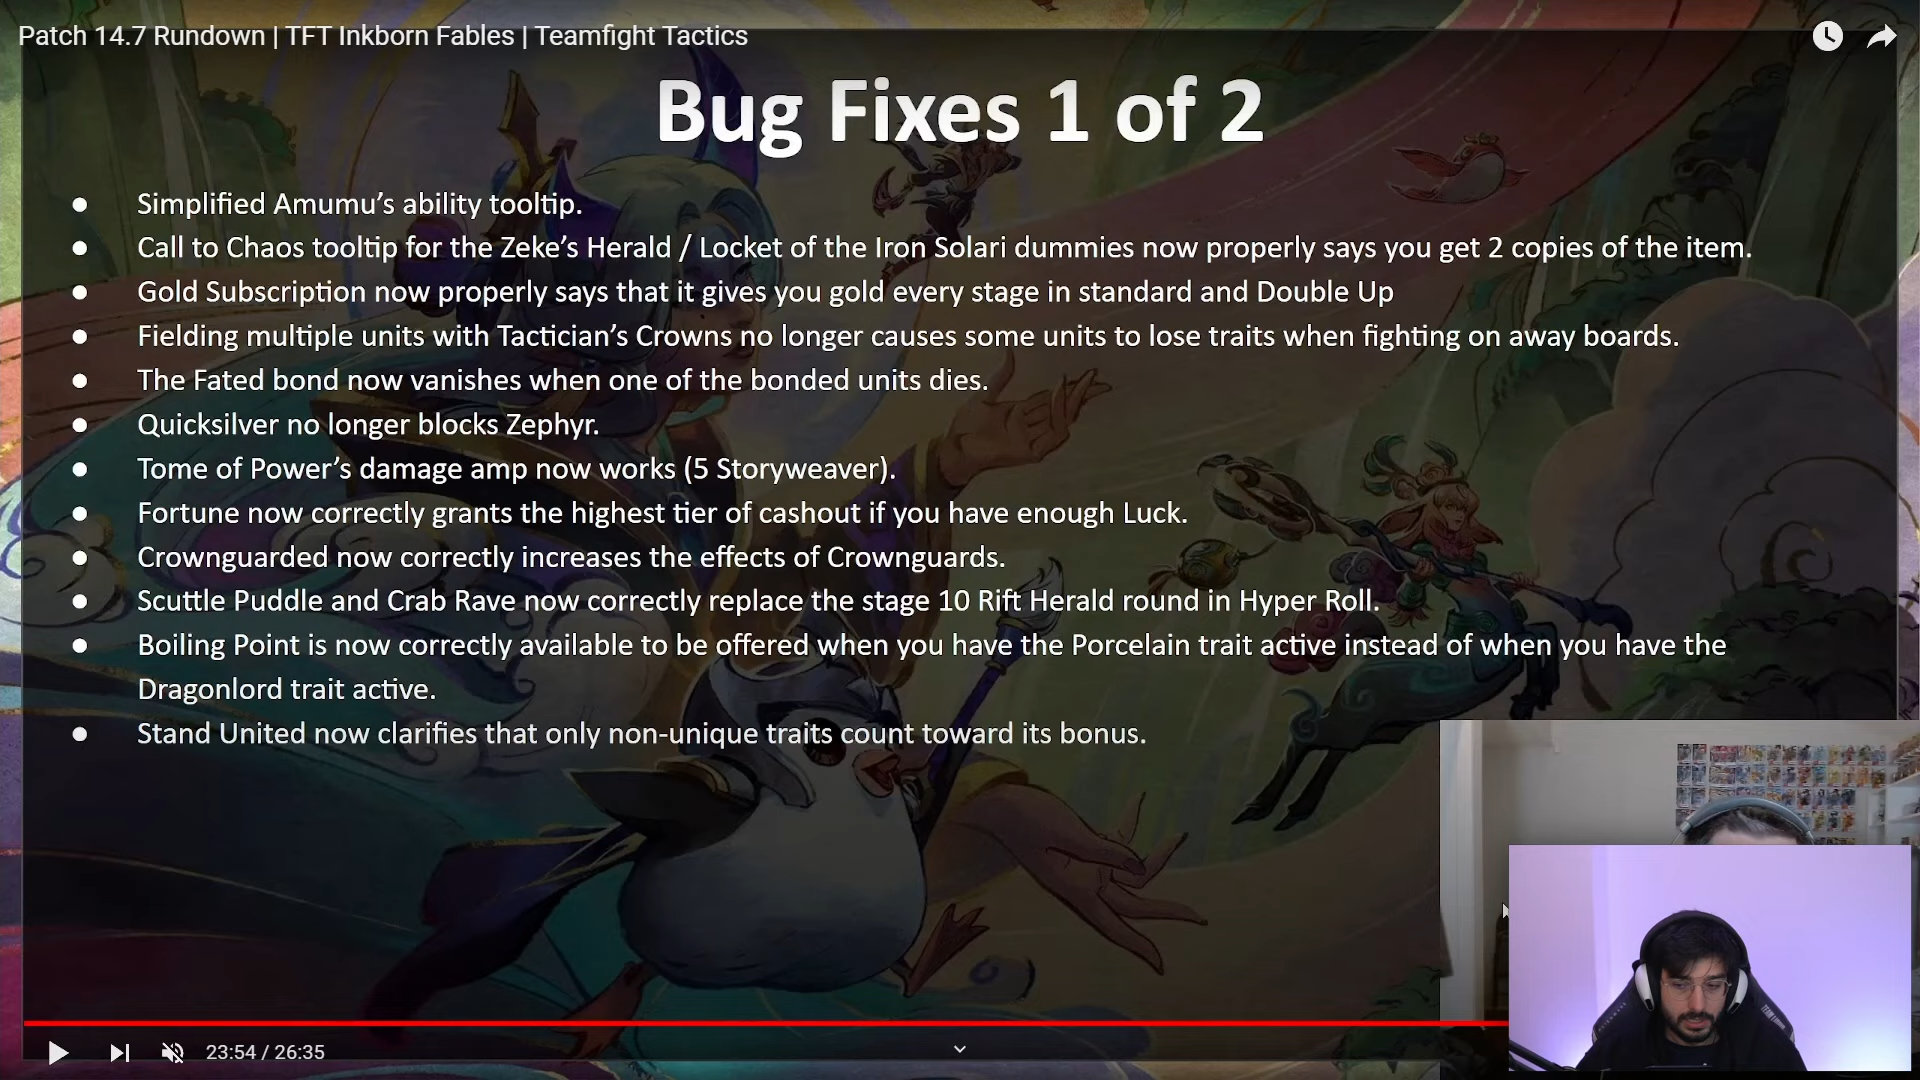 Patch 14.7 Rundown | TFT Inkborn Fables | Teamfight Tactics
Bug Fixes 1 of 2
● Simplified Amumu’s ability tooltip.
● Call to Chaos tooltip for the Zeke’s Herald / Locket of the Iron Solari dummies now properly says you get 2 copies of the item.
● Gold Subscription now properly says that it gives you gold every stage in standard and Double Up
● Fielding multiple units with Tactician’s Crowns no longer causes some units to lose traits when fighting on away boards.
● The Fated bond now vanishes when one of the bonded units dies.
● Quicksilver no longer blocks Zephyr.
● Tome of Power’s damage amp now works (5 Storyweaver).
● Fortune now correctly grants the highest tier of cashout if you have enough Luck.
● Crownguarded now correctly increases the effects of Crownguards.
● Scuttle Puddle and Crab Rave now correctly replace the stage 10 Rift Herald round in Hyper Roll.
● Boiling Point is now correctly available to be offered when you have the Porcelain trait active instead of when you have the
Dragonlord trait active.
● Stand United now clarifies that only non-unique traits count toward its bonus.
23:54 / 26:35